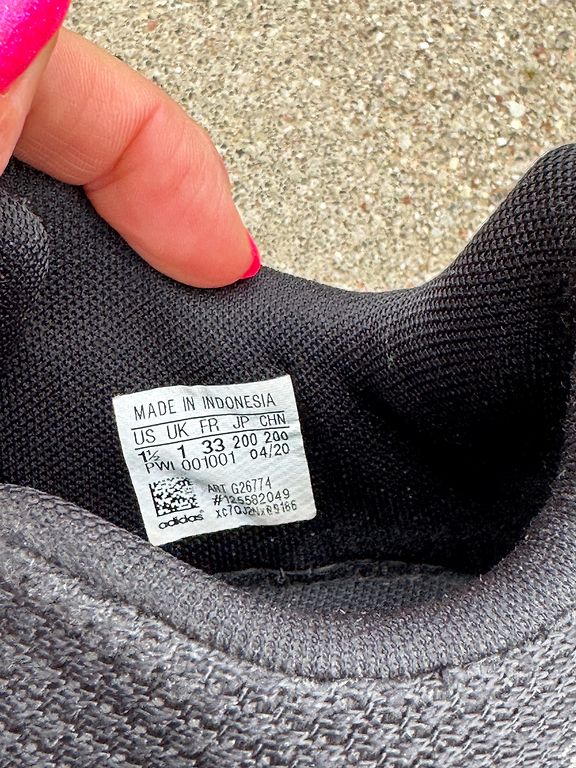 MADE IN INDONESIA
US UK FR JP CHN
1½ 1 33 200 200
PWI 001001 04/20
ART G26774
#125582049
adidas